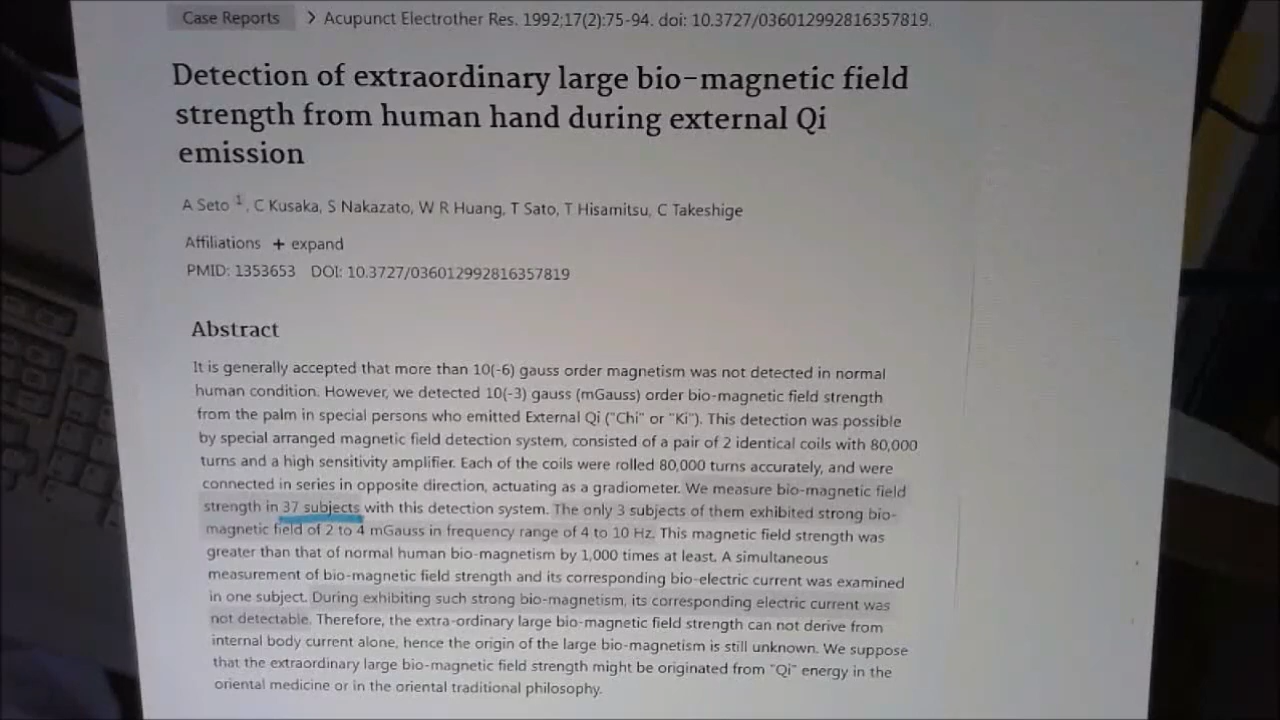 Case Reports > Acupunct Electrother Res. 1992;17(2):75-94. doi: 10.3727/036012992816357819.
Detection of extraordinary large bio-magnetic field
strength from human hand during external Qi
emission
A Seto 1, C Kusaka, S Nakazato, W R Huang, T Sato, T Hisamitsu, C Takeshige
Affiliations + expand
PMID: 1353653 DOI: 10.3727/036012992816357819
Abstract
It is generally accepted that more than 10(-6) gauss order magnetism was not detected in normal
human condition. However, we detected 10(-3) gauss (mGauss) order bio-magnetic field strength
from the palm in special persons who emitted External Qi ("Chi" or "Ki"). This detection was possible
by special arranged magnetic field detection system, consisted of a pair of 2 identical coils with 80,000
turns and a high sensitivity amplifier. Each of the coils were rolled 80,000 turns accurately, and were
connected in series in opposite direction, actuating as a gradiometer. We measure bio-magnetic field
strength in 37 subjects with this detection system. The only 3 subjects of them exhibited strong bio-
magnetic field of 2 to 4 mGauss in frequency range of 4 to 10 Hz. This magnetic field strength was
greater than that of normal human bio-magnetism by 1,000 times at least. A simultaneous
measurement of bio-magnetic field strength and its corresponding bio-electric current was examined
in one subject. During exhibiting such strong bio-magnetism, its corresponding electric current was
not detectable. Therefore, the extra-ordinary large bio-magnetic field strength can not derive from
internal body current alone, hence the origin of the large bio-magnetism is still unknown. We suppose
that the extraordinary large bio-magnetic field strength might be originated from "Qi" energy in the
oriental medicine or in the oriental traditional philosophy.